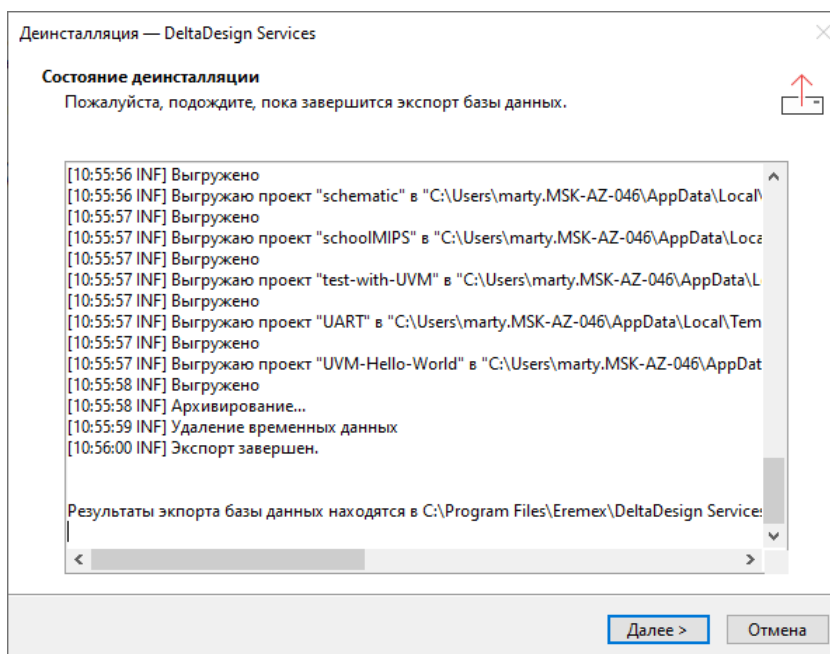 Деинсталляция — DeltaDesign Services
Состояние деинсталляции
Пожалуйста, подождите, пока завершится экспорт базы данных.
[10:55:56 INF] Выгружено
[10:55:56 INF] Выгружаю проект "schematic" в "C:\Users\marty.MSK-AZ-046\AppData\Local\
[10:55:57 INF] Выгружено
[10:55:57 INF] Выгружаю проект "schoolMIPS" в "C:\Users\marty.MSK-AZ-046\AppData\Loca
[10:55:57 INF] Выгружено
[10:55:57 INF] Выгружаю проект "test-with-UVM" в "C:\Users\marty.MSK-AZ-046\AppData\L
[10:55:57 INF] Выгружено
[10:55:57 INF] Выгружаю проект "UART" в "C:\Users\marty.MSK-AZ-046\AppData\Local\Tem
[10:55:57 INF] Выгружено
[10:55:57 INF] Выгружаю проект "UVM-Hello-World" в "C:\Users\marty.MSK-AZ-046\AppDat
[10:55:58 INF] Выгружено
[10:55:58 INF] Архивирование...
[10:55:59 INF] Удаление временных данных
[10:56:00 INF] Экспорт завершен.
Результаты экпорта базы данных находятся в C:\Program Files\Eremex\DeltaDesign Services
Далее >
Отмена